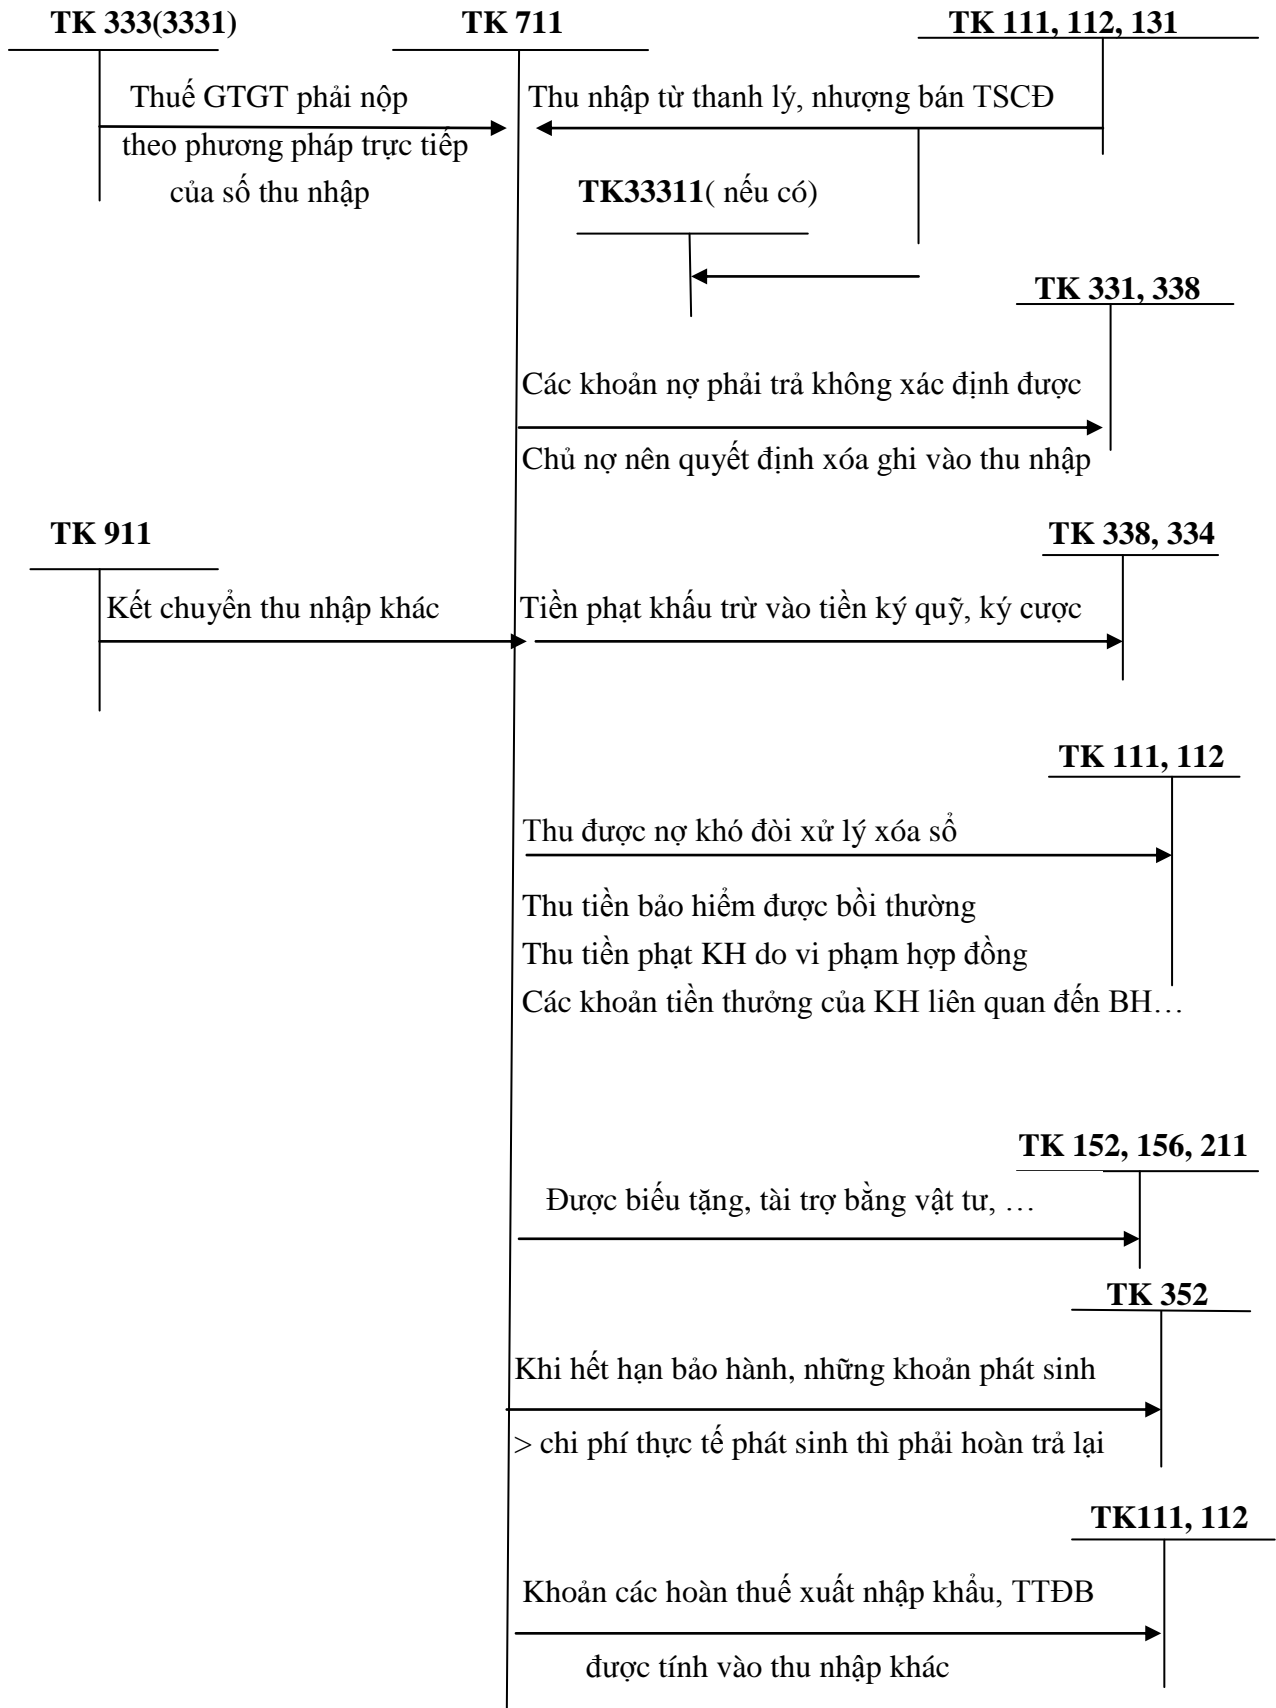 TK 333(3331)
TK 711
TK 111, 112, 131
Thuế GTGT phải nộp
theo phương pháp trực tiếp
của số thu nhập
Thu nhập từ thanh lý, nhượng bán TSCĐ
TK33311( nếu có)
TK 331, 338
Các khoản nợ phải trả không xác định được
Chủ nợ nên quyết định xóa ghi vào thu nhập
TK 911
TK 338, 334
Kết chuyển thu nhập khác
Tiền phạt khấu trừ vào tiền ký quỹ, ký cược
TK 111, 112
Thu được nợ khó đòi xử lý xóa sổ
Thu tiền bảo hiểm được bồi thường
Thu tiền phạt KH do vi phạm hợp đồng
Các khoản tiền thưởng của KH liên quan đến BH…
TK 152, 156, 211
Được biếu tặng, tài trợ bằng vật tư, …
TK 352
Khi hết hạn bảo hành, những khoản phát sinh
> chi phí thực tế phát sinh thì phải hoàn trả lại
TK111, 112
Khoản các hoàn thuế xuất nhập khẩu, TTĐB
được tính vào thu nhập khác